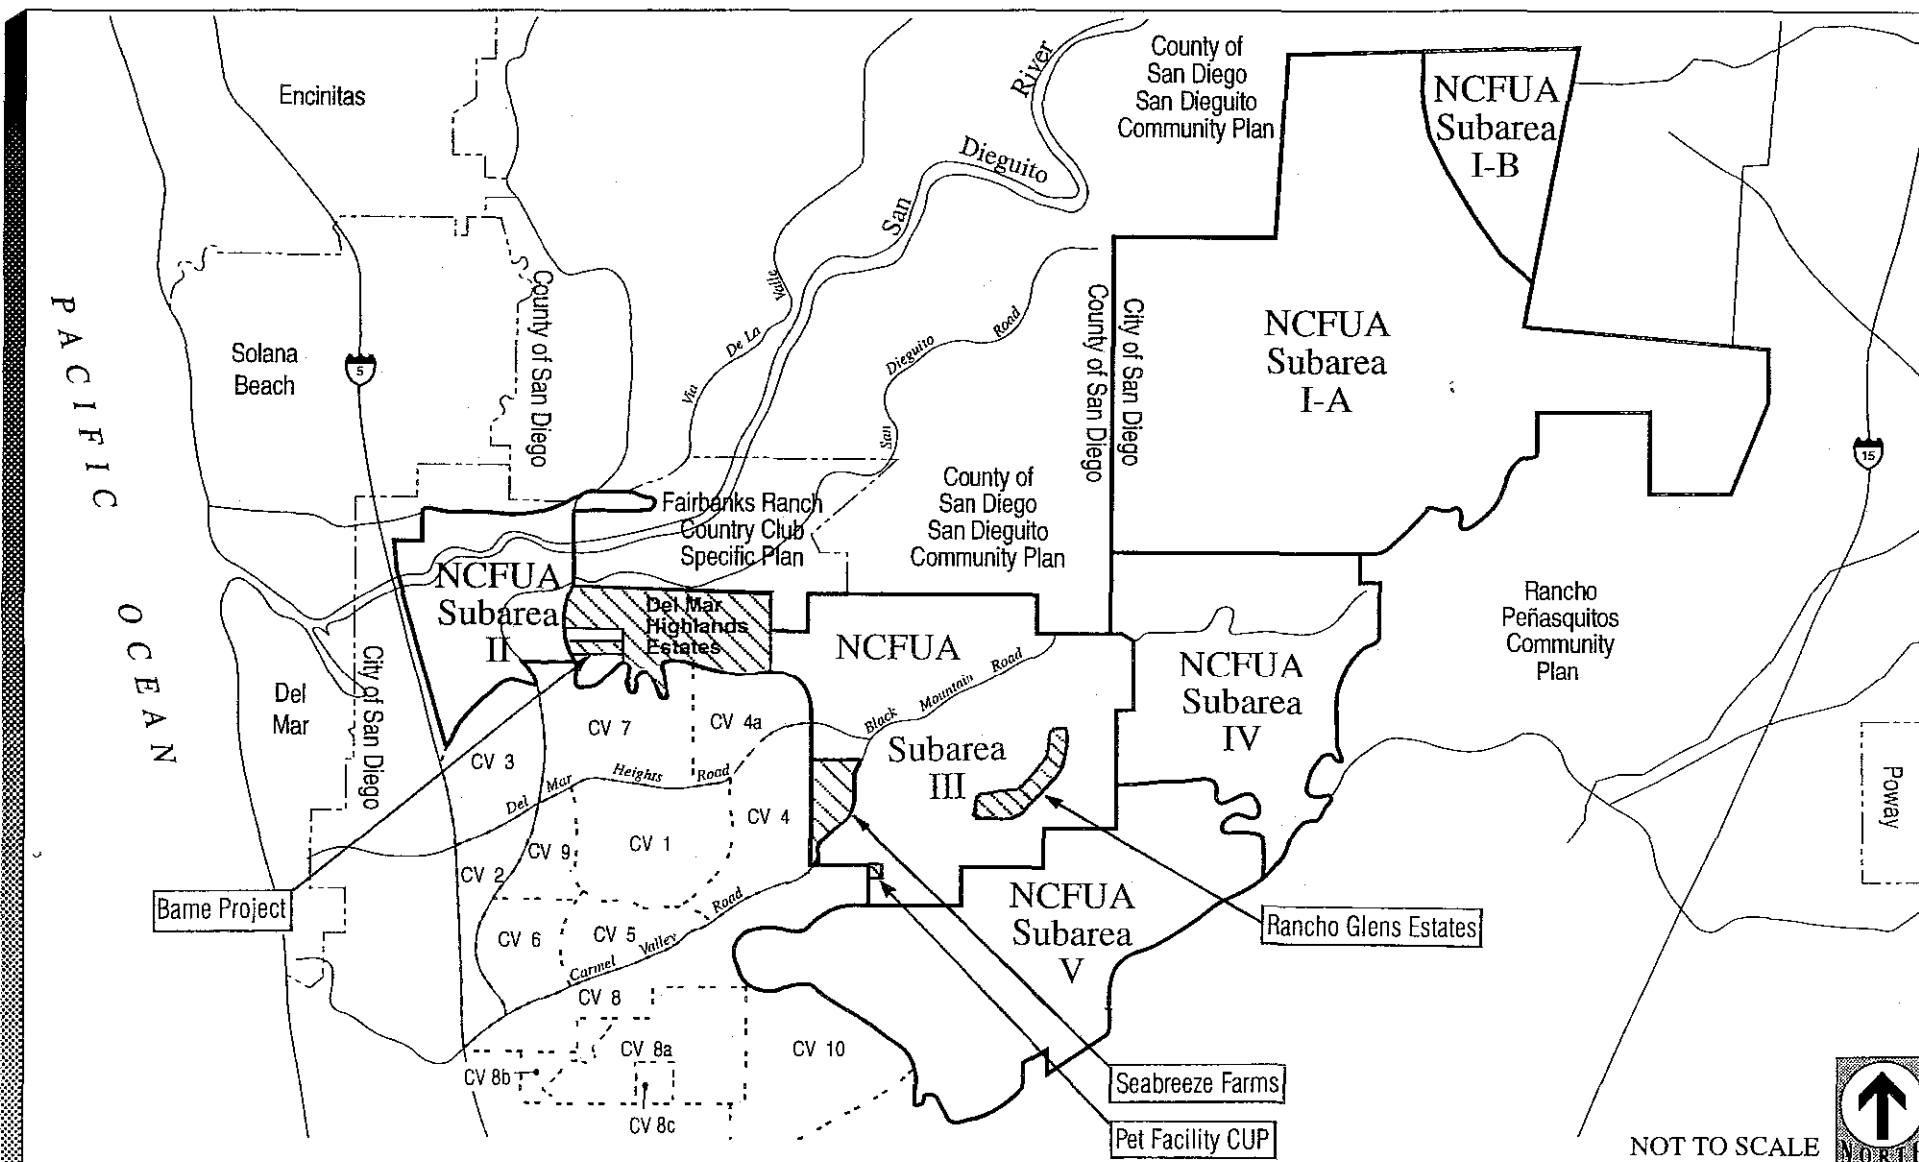 County of
San Diego
San Dieguito
Community Plan
NCFUA
Subarea
I-B
Encinitas
River
Dieguito
San
Valle
De La
Via
San
Dieguito
Road
County of San Diego
City of San Diego
NCFUA
Subarea
I-A
PACIFIC
OCEAN
Solana
Beach
5
County of San Diego
15
Fairbanks Ranch
Country Club
Specific Plan
County of
San Diego
San Dieguito
Community Plan
NCFUA
Subarea
II
Del Mar
Highlands
Estates
NCFUA
Subarea
III
Black
Mountain
Road
NCFUA
Subarea
IV
Rancho
Peñasquitos
Community
Plan
Del
Mar
City of San Diego
CV 7
CV 4a
CV 3
Del
Mar
Heights
Road
CV 4
CV 9
CV 1
CV 2
Poway
Bame Project
CV 6
CV 5
Carmel
Valley
Road
NCFUA
Subarea
V
Rancho Glens Estates
CV 8
CV 8a
CV 10
CV 8b
CV 8c
Seabreeze Farms
Pet Facility CUP
NOT TO SCALE
NORTH